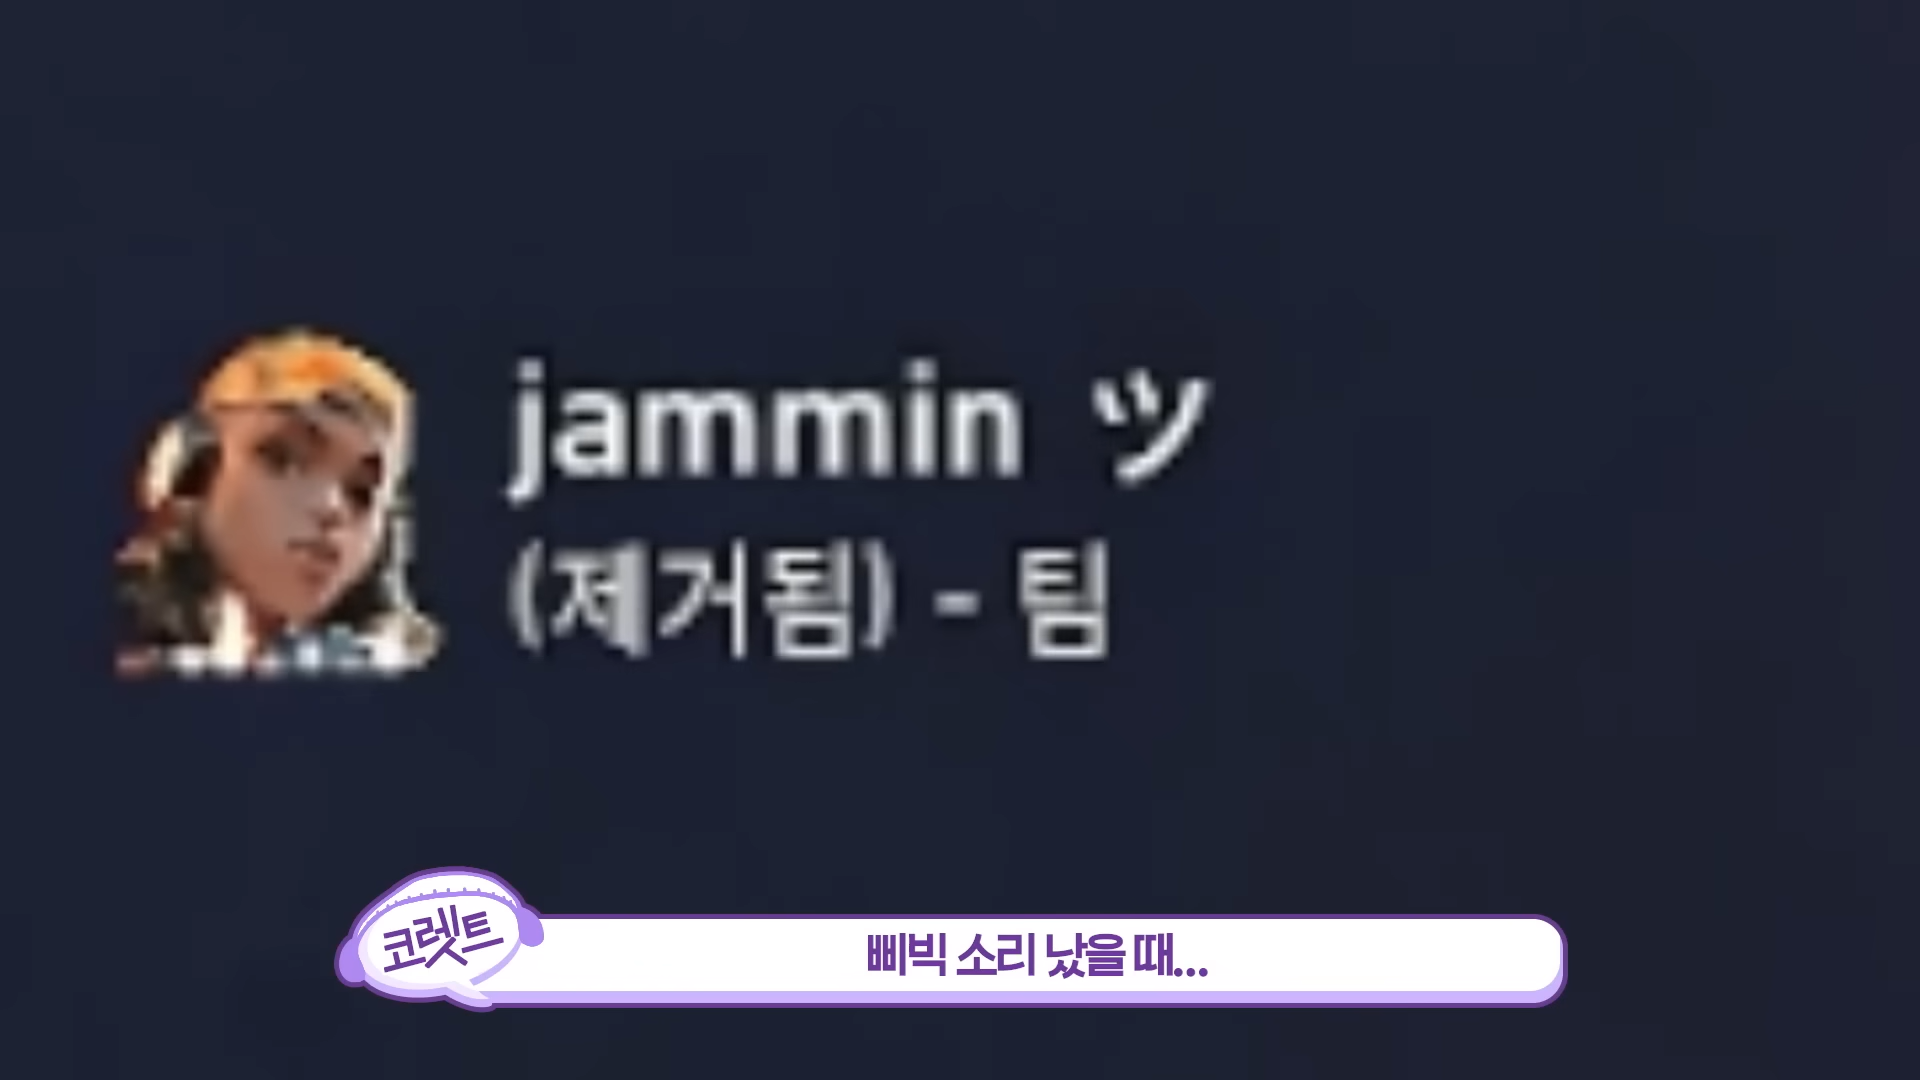 jammin ツ
(제거됨) - 팀
코렛트
삐빅 소리 났을 때...